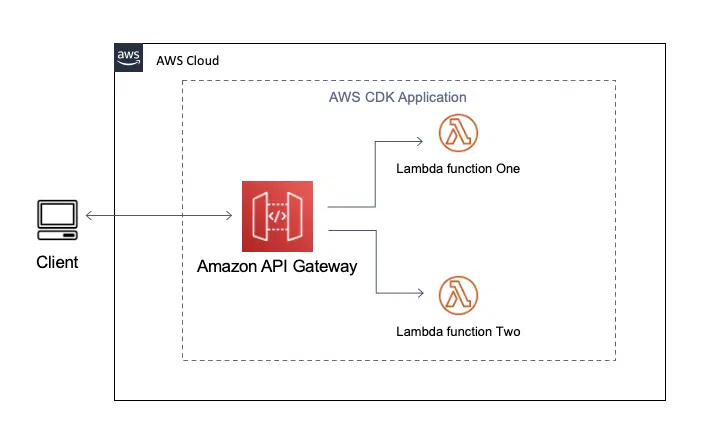 aws
AWS Cloud
AWS CDK Application
Lambda function One
</>
Client
Amazon API Gateway
Lambda function Two